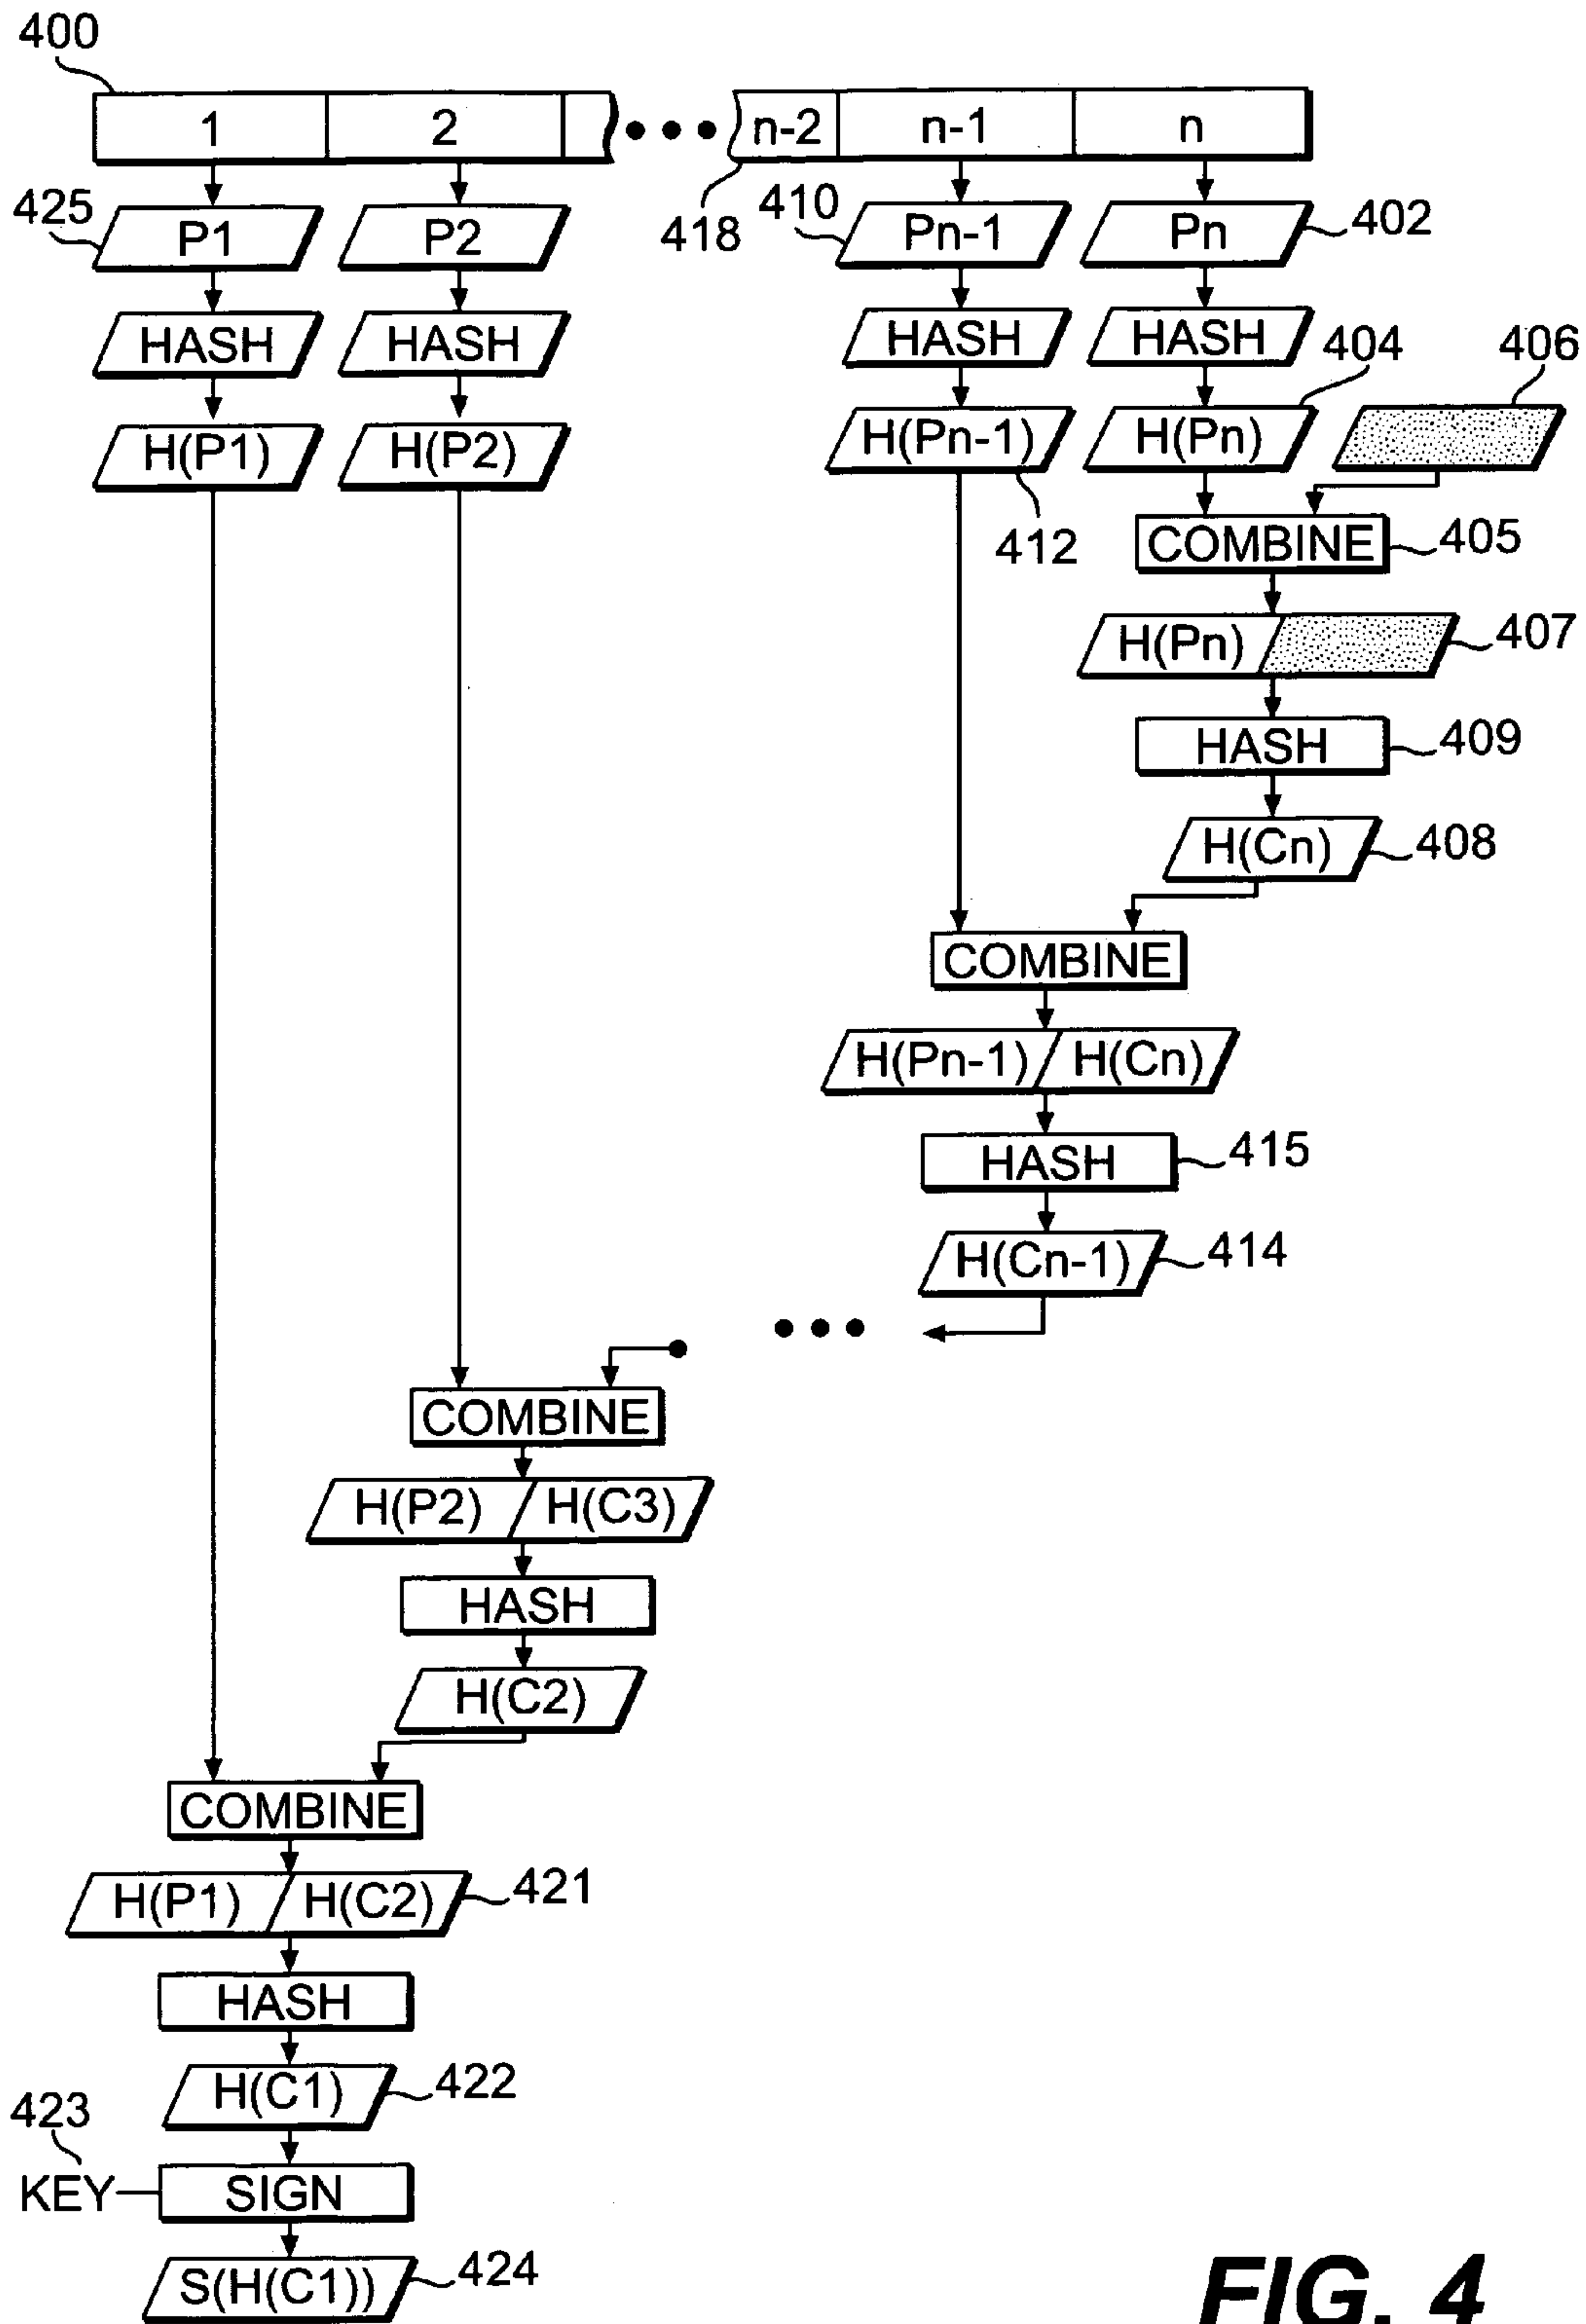 400
1 2 n-2 n-1 n
425 P1 P2 418 410 Pn-1 Pn 402
HASH HASH HASH HASH 404 406
H(P1) H(P2) H(Pn-1) H(Pn)
412 COMBINE 405
H(Pn) 407
HASH 409
H(Cn) 408
COMBINE
H(Pn-1) H(Cn)
HASH 415
H(Cn-1) 414
COMBINE
H(P2) H(C3)
HASH
H(C2)
COMBINE
H(P1) H(C2) 421
HASH
H(C1) 422
423
KEY SIGN
S(H(C1)) 424
FIG. 4